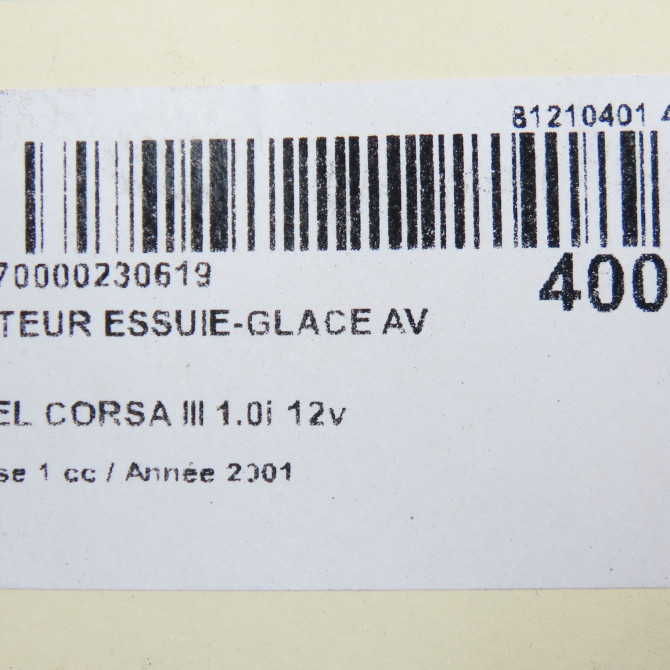 81210401 4
70000230619
400
TEUR ESSUIE-GLACE AV
EL CORSA III 1.0i 12v
se 1 cc / Année 2001